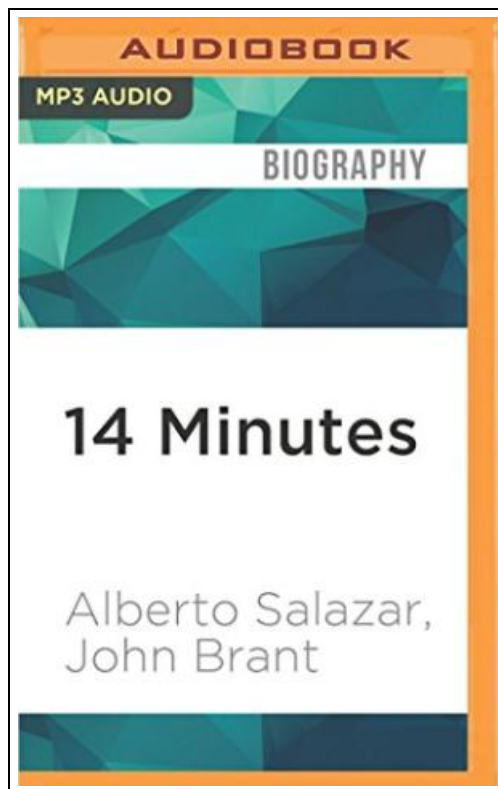 AUDIOBOOK
MP3 AUDIO
BIOGRAPHY
14 Minutes
Alberto Salazar,
John Brant